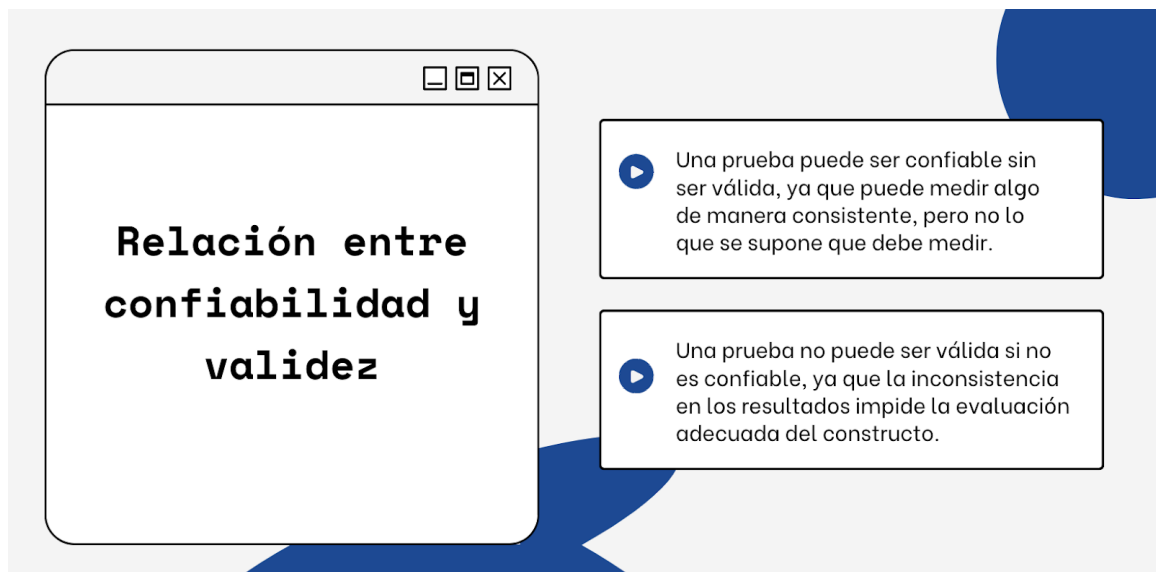 Relación entre
confiabilidad y
validez
Una prueba puede ser confiable sin
ser válida, ya que puede medir algo
de manera consistente, pero no lo
que se supone que debe medir.
Una prueba no puede ser válida si no
es confiable, ya que la inconsistencia
en los resultados impide la evaluación
adecuada del constructo.